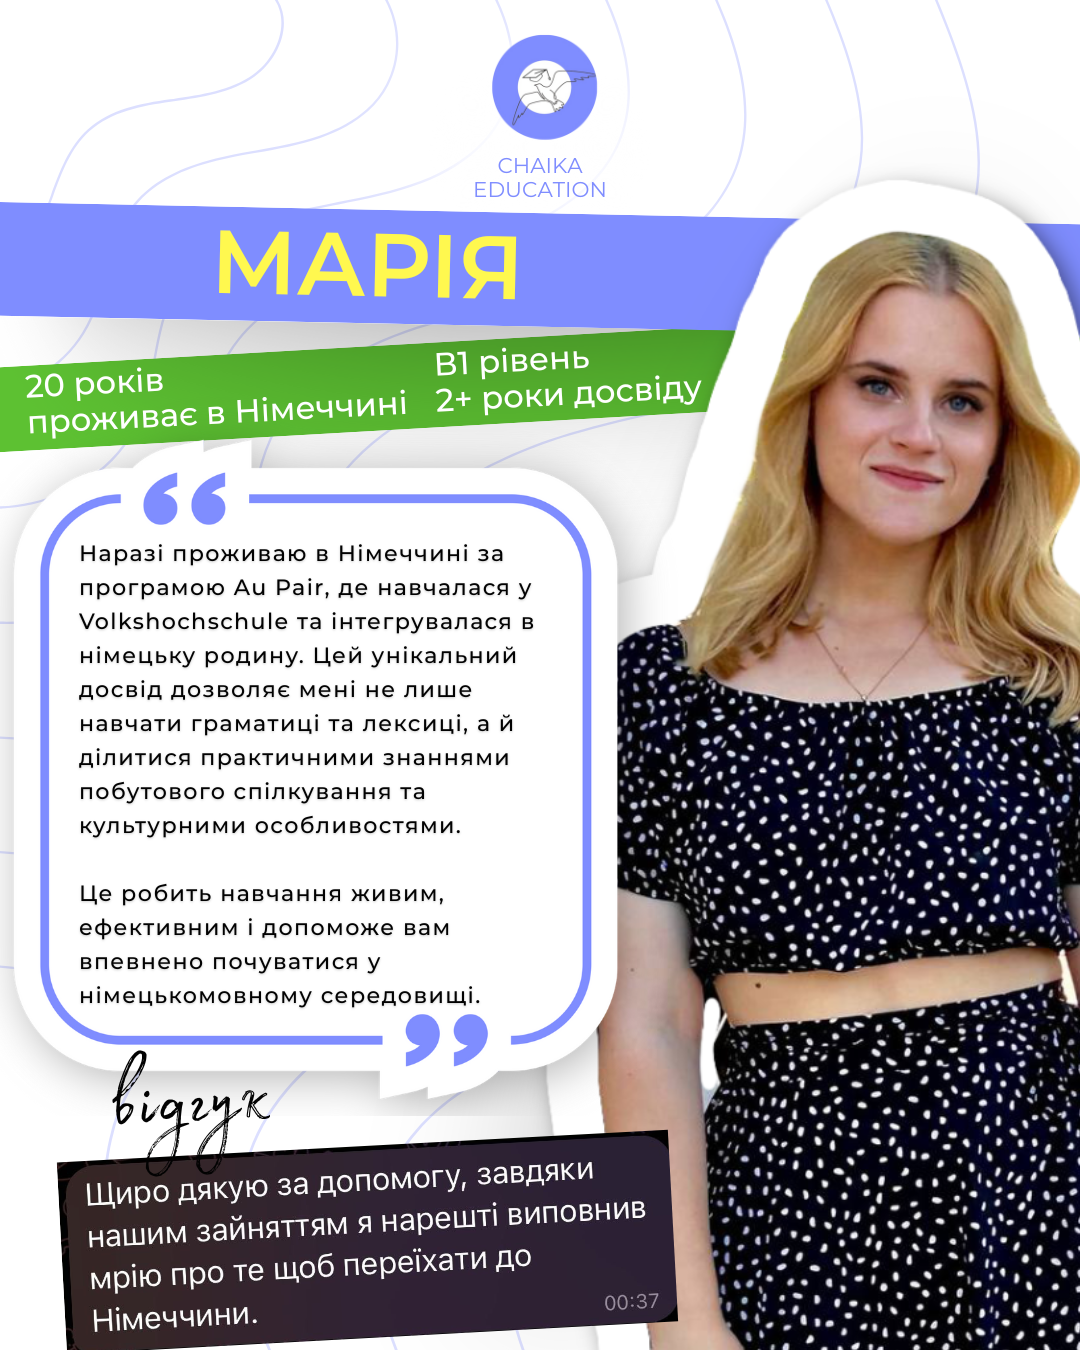 CHAIKA
EDUCATION
МАРІЯ
20 років
проживає в Німеччині
B1 рівень
2+ роки досвіду
Наразі проживаю в Німеччині за
програмою Au Pair, де навчалася у
Volkshochschule та інтегрувалася в
німецьку родину. Цей унікальний
досвід дозволяє мені не лише
навчати граматиці та лексиці, а й
ділитися практичними знаннями
побутового спілкування та
культурними особливостями.
Це робить навчання живим,
ефективним і допоможе вам
впевнено почуватися у
німецькомовному середовищі.
відгук
Щиро дякую за допомогу, завдяки
нашим зайняттям я нарешті виповнив
мрію про те щоб переїхати до
Німеччини.
00:37